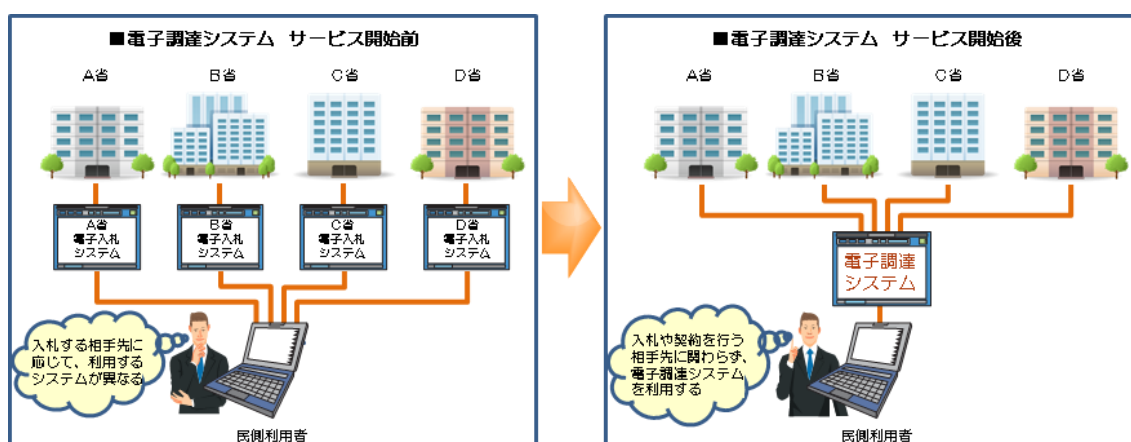 ■電子調達システム サービス開始前
A省 B省 C省 D省
A省
電子入札
システム
B省
電子入札
システム
C省
電子入札
システム
D省
電子入札
システム
入札する相手先に
応じて、利用する
システムが異なる
民側利用者
■電子調達システム サービス開始後
A省 B省 C省 D省
電子調達
システム
入札や契約を行う
相手先に関わらず、
電子調達システム
を利用する
民側利用者